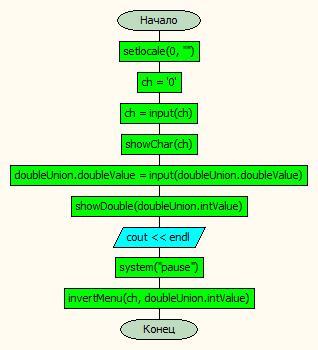 Начало
setlocale(0, "")
ch = '0'
ch = input(ch)
showChar(ch)
doubleUnion.doubleValue = input(doubleUnion.doubleValue)
showDouble(doubleUnion.intValue)
cout << endl
system("pause")
invertMenu(ch, doubleUnion.intValue)
Конец